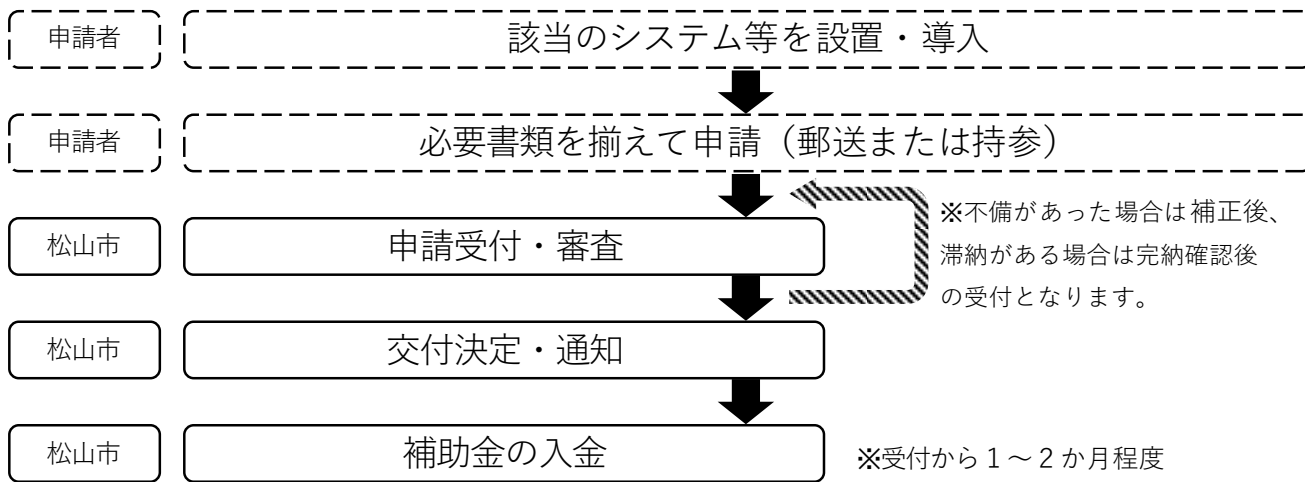 申請者
該当のシステム等を設置・導入
申請者
必要書類を揃えて申請（郵送または持参）
※不備があった場合は補正後、
滞納がある場合は完納確認後
の受付となります。
松山市
申請受付・審査
松山市
交付決定・通知
松山市
補助金の入金
※受付から１～２か月程度